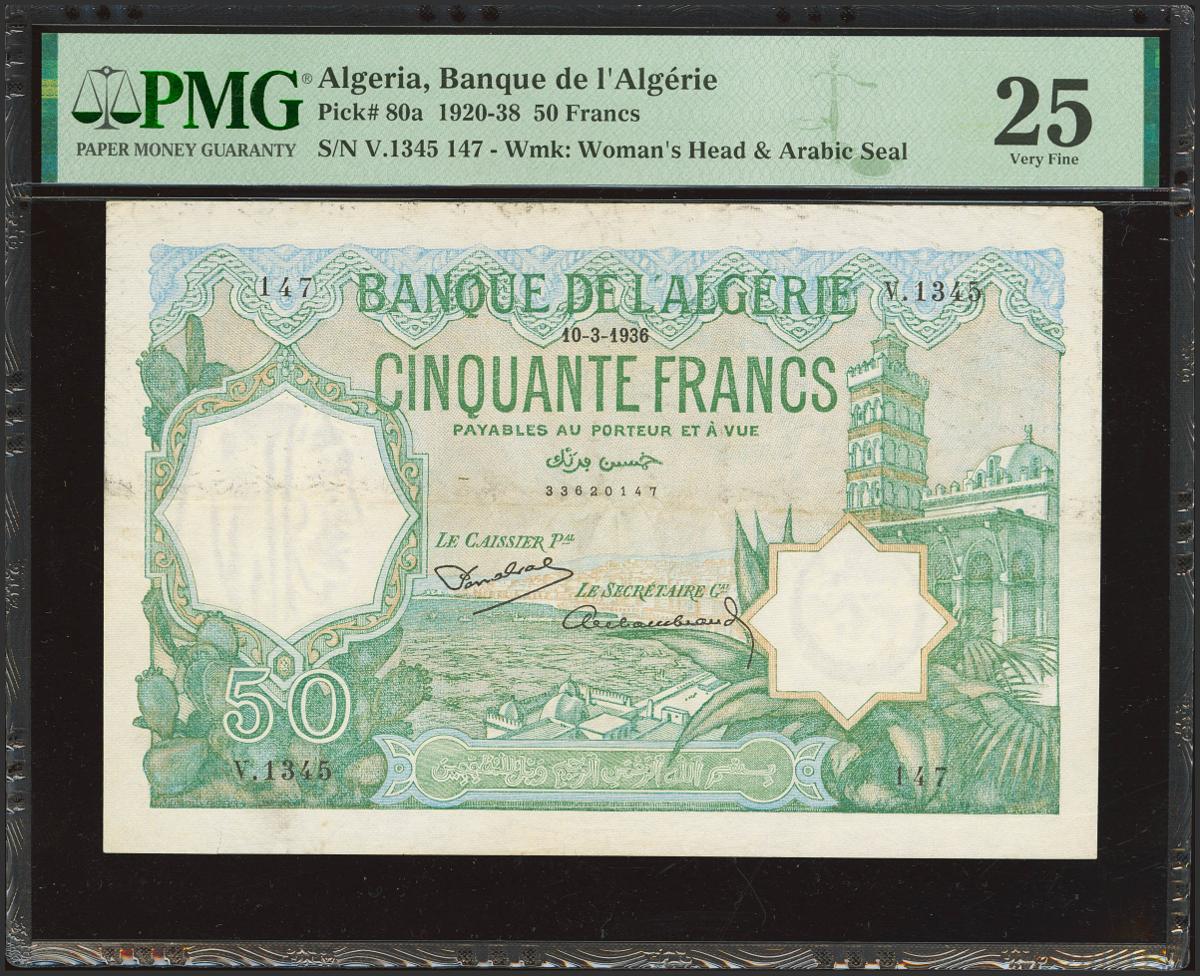 PMG®
PAPER MONEY GUARANTY
Algeria, Banque de l'Algérie
Pick# 80a 1920-38 50 Francs
S/N V.1345 147 - Wmk: Woman's Head & Arabic Seal
25
Very Fine
147
BANQUE DE L'ALGÉRIE
V.1345
10-3-1936
CINQUANTE FRANCS
PAYABLES AU PORTEUR ET À VUE
خمسين فرنك
33620147
LE CAISSIER PAL
LE SECRÉTAIRE GAL
50
V.1345
147